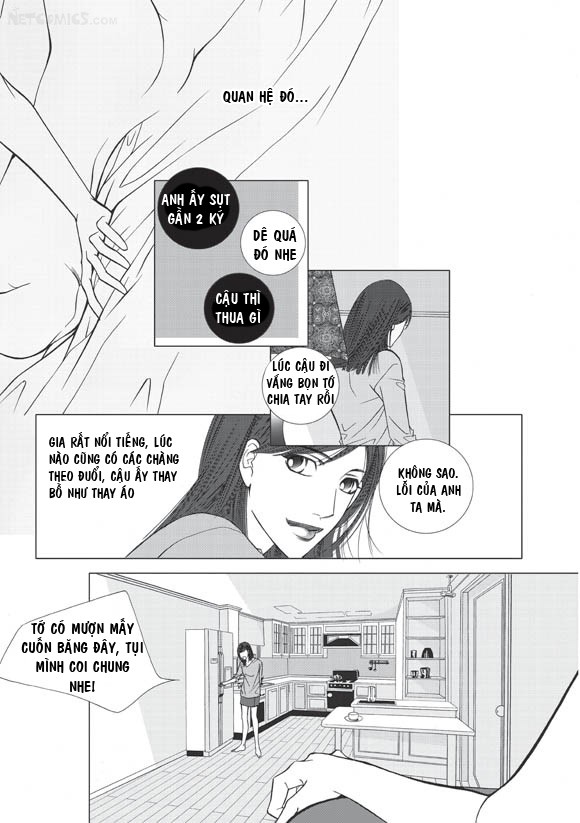 NETCOMICS.COM
QUAN HỆ ĐÓ...
ANH ẤY SỤT
GẦN 2 KÝ
DÊ QUÁ
ĐÓ NHE
CẬU THÌ
THUA GÌ
LÚC CẬU ĐI
VẮNG BỌN TỚ
CHIA TAY RỒI
GIA RẤT NỔI TIẾNG, LÚC
NÀO CŨNG CÓ CÁC CHÀNG
THEO ĐUỔI, CẬU ẤY THAY
BỒ NHƯ THAY ÁO
KHÔNG SAO.
LỖI CỦA ANH
TA MÀ.
TỚ CÓ MƯỢN MẤY
CUỐN BĂNG ĐÂY, TỤI
MÌNH COI CHUNG
NHE!